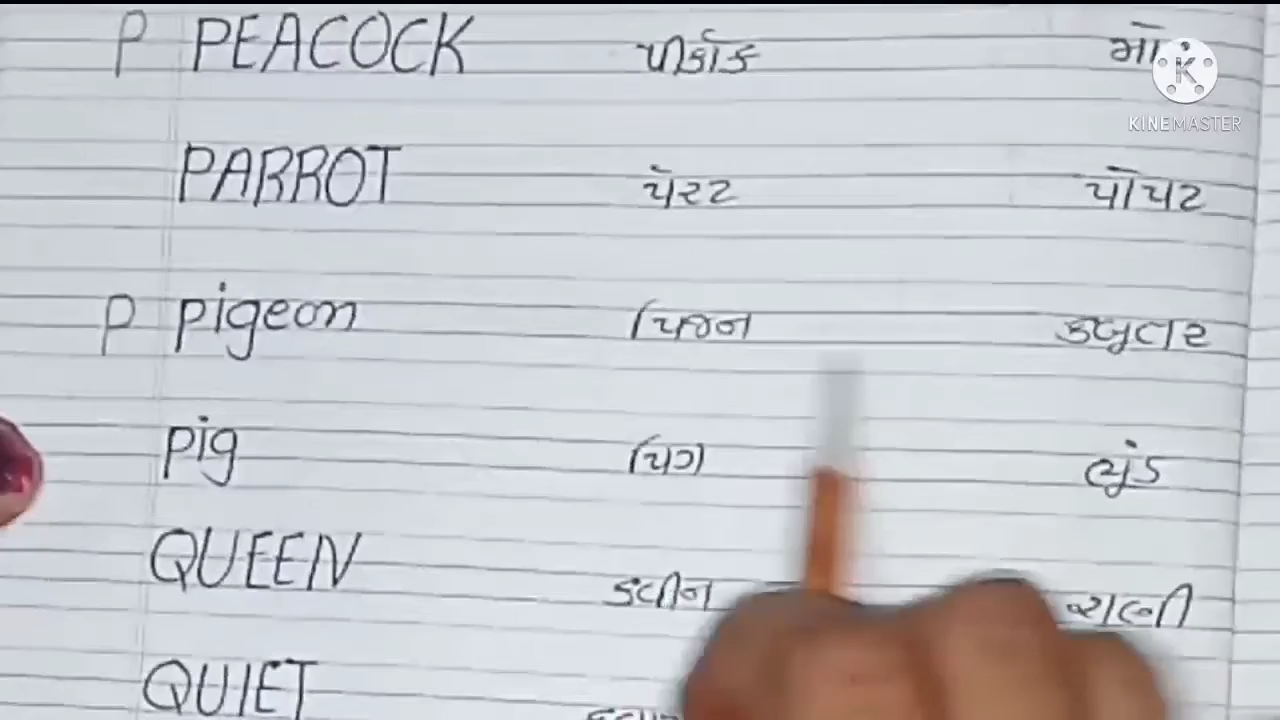 P PEACOCK પીકૉક
KINEMASTER
PARROT પૅરટ પોપટ
P pigeon પિજન કબુતર
pig પિગ ભુંડ
QUEEN ક્વીન રાણી
QUIET